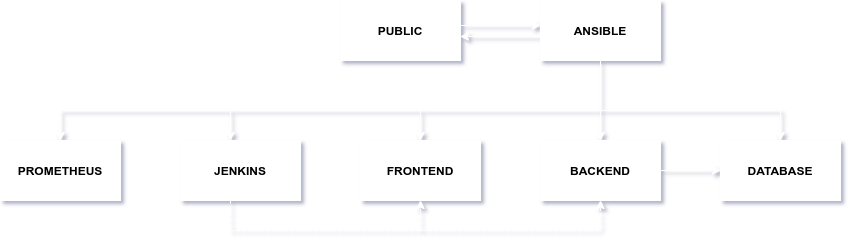 PUBLIC
ANSIBLE
PROMETHEUS
JENKINS
FRONTEND
BACKEND
DATABASE